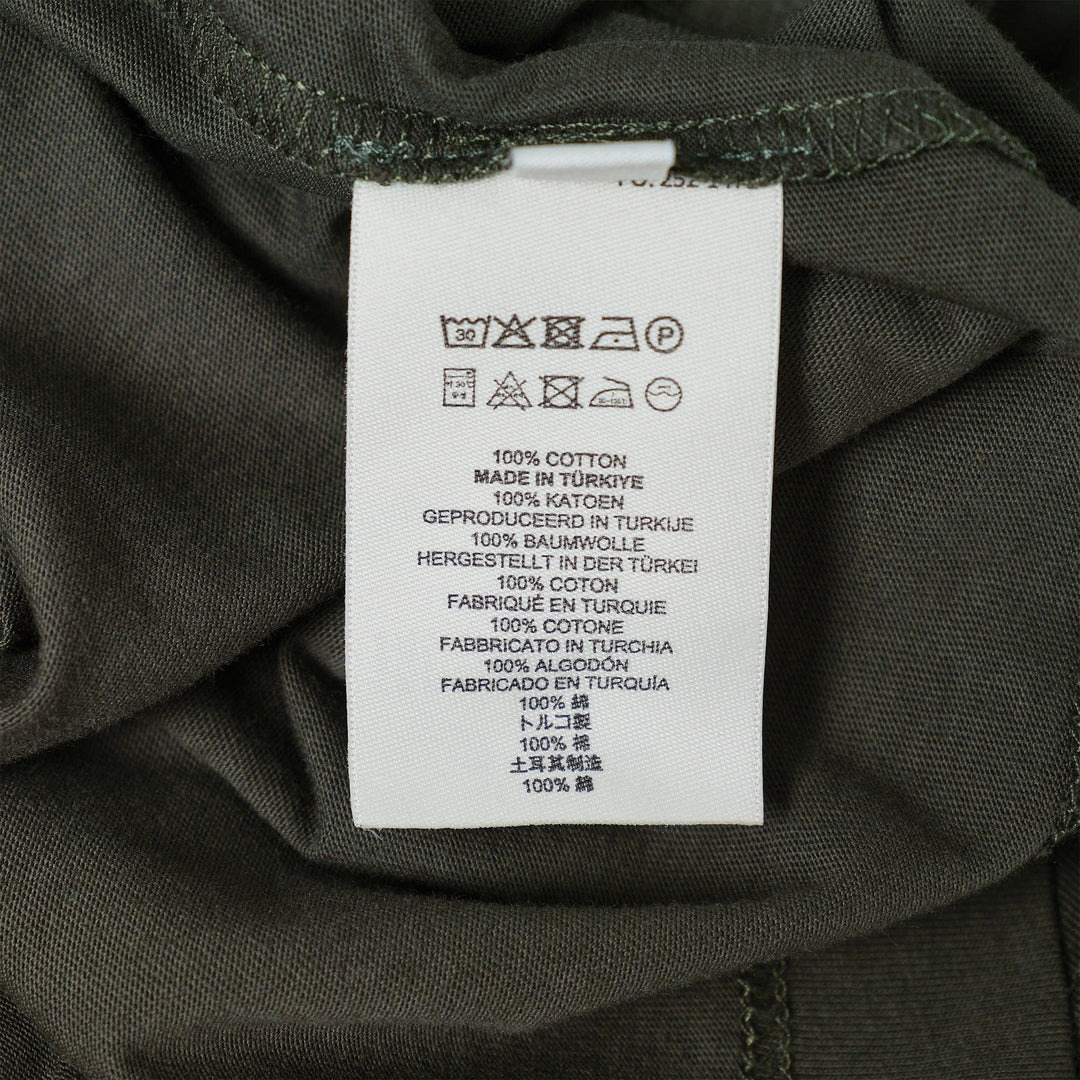 30
P
100% COTTON
MADE IN TÜRKIYE
100% KATOEN
GEPRODUCEERD IN TURKIJE
100% BAUMWOLLE
HERGESTELLT IN DER TÜRKEI
100% COTON
FABRIQUÉ EN TURQUIE
100% COTONE
FABBRICATO IN TURCHIA
100% ALGODÓN
FABRICADO EN TURQUÍA
100% 綿
トルコ製
100% 棉
土耳其制造
100% 綿